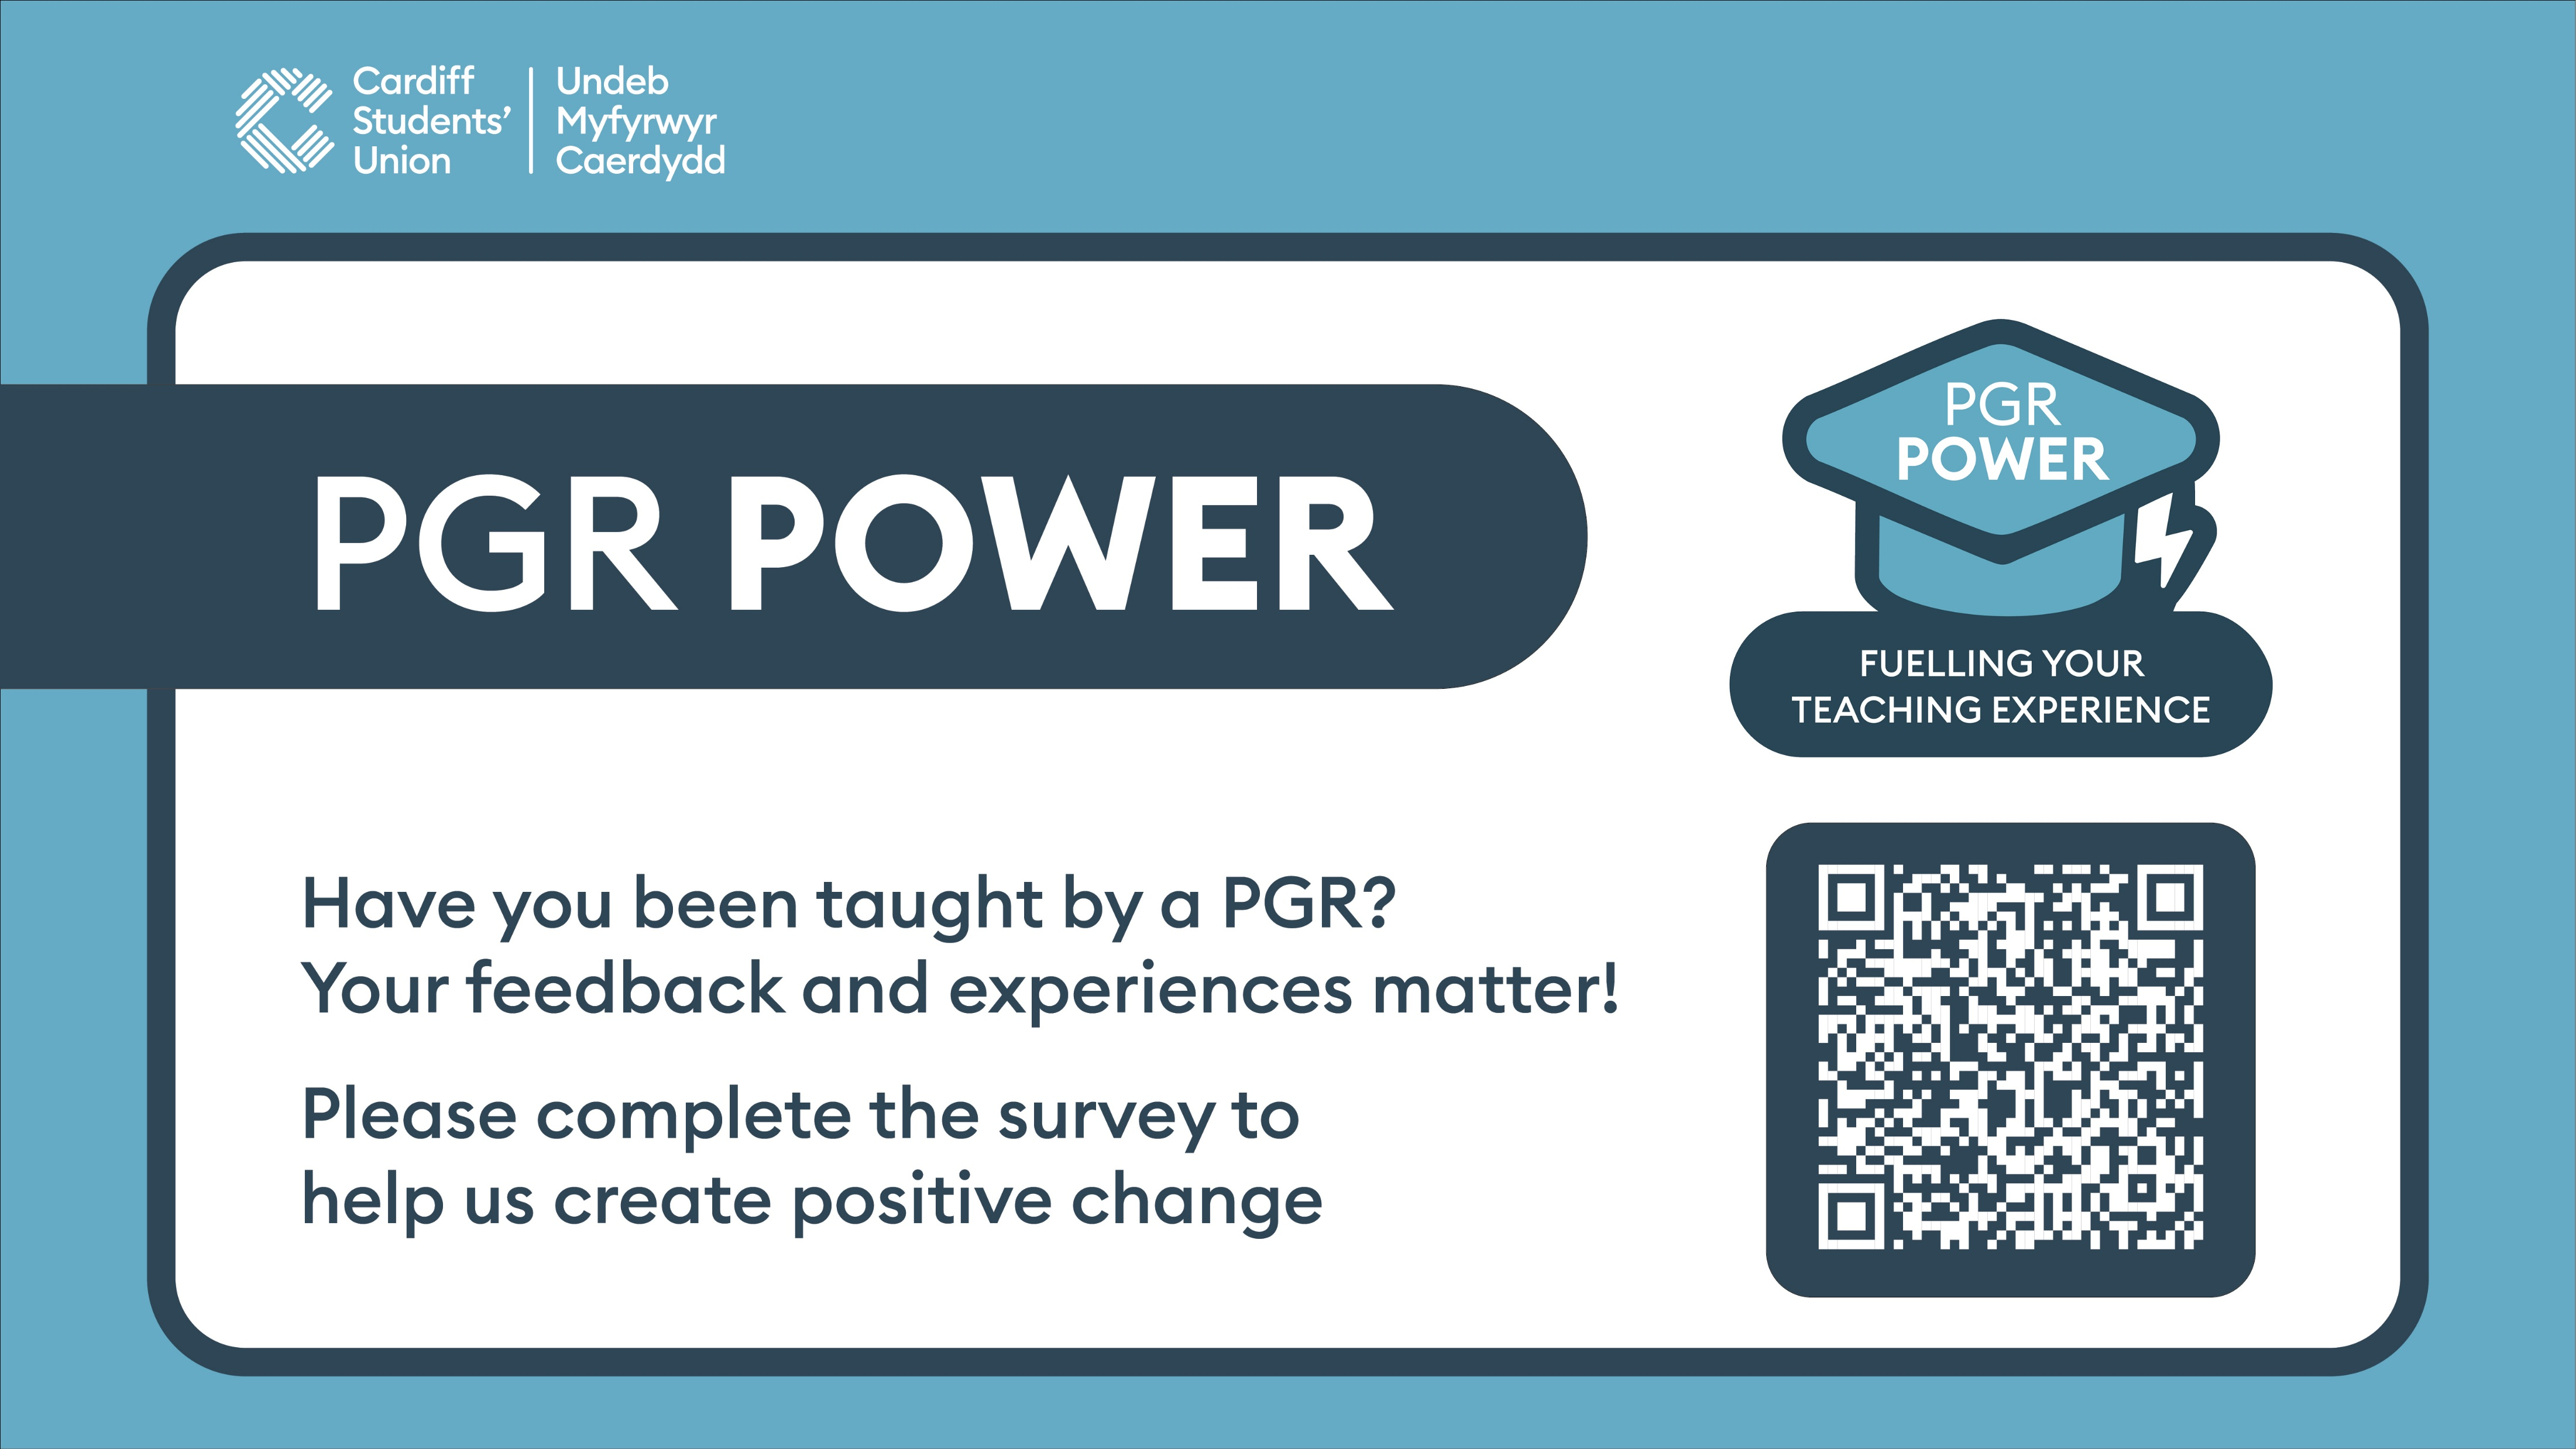 Cardiff
Students'
Union
Undeb
Myfyrwyr
Caerdydd
PGR POWER
PGR
POWER
FUELLING YOUR
TEACHING EXPERIENCE
Have you been taught by a PGR?
Your feedback and experiences matter!
Please complete the survey to
help us create positive change